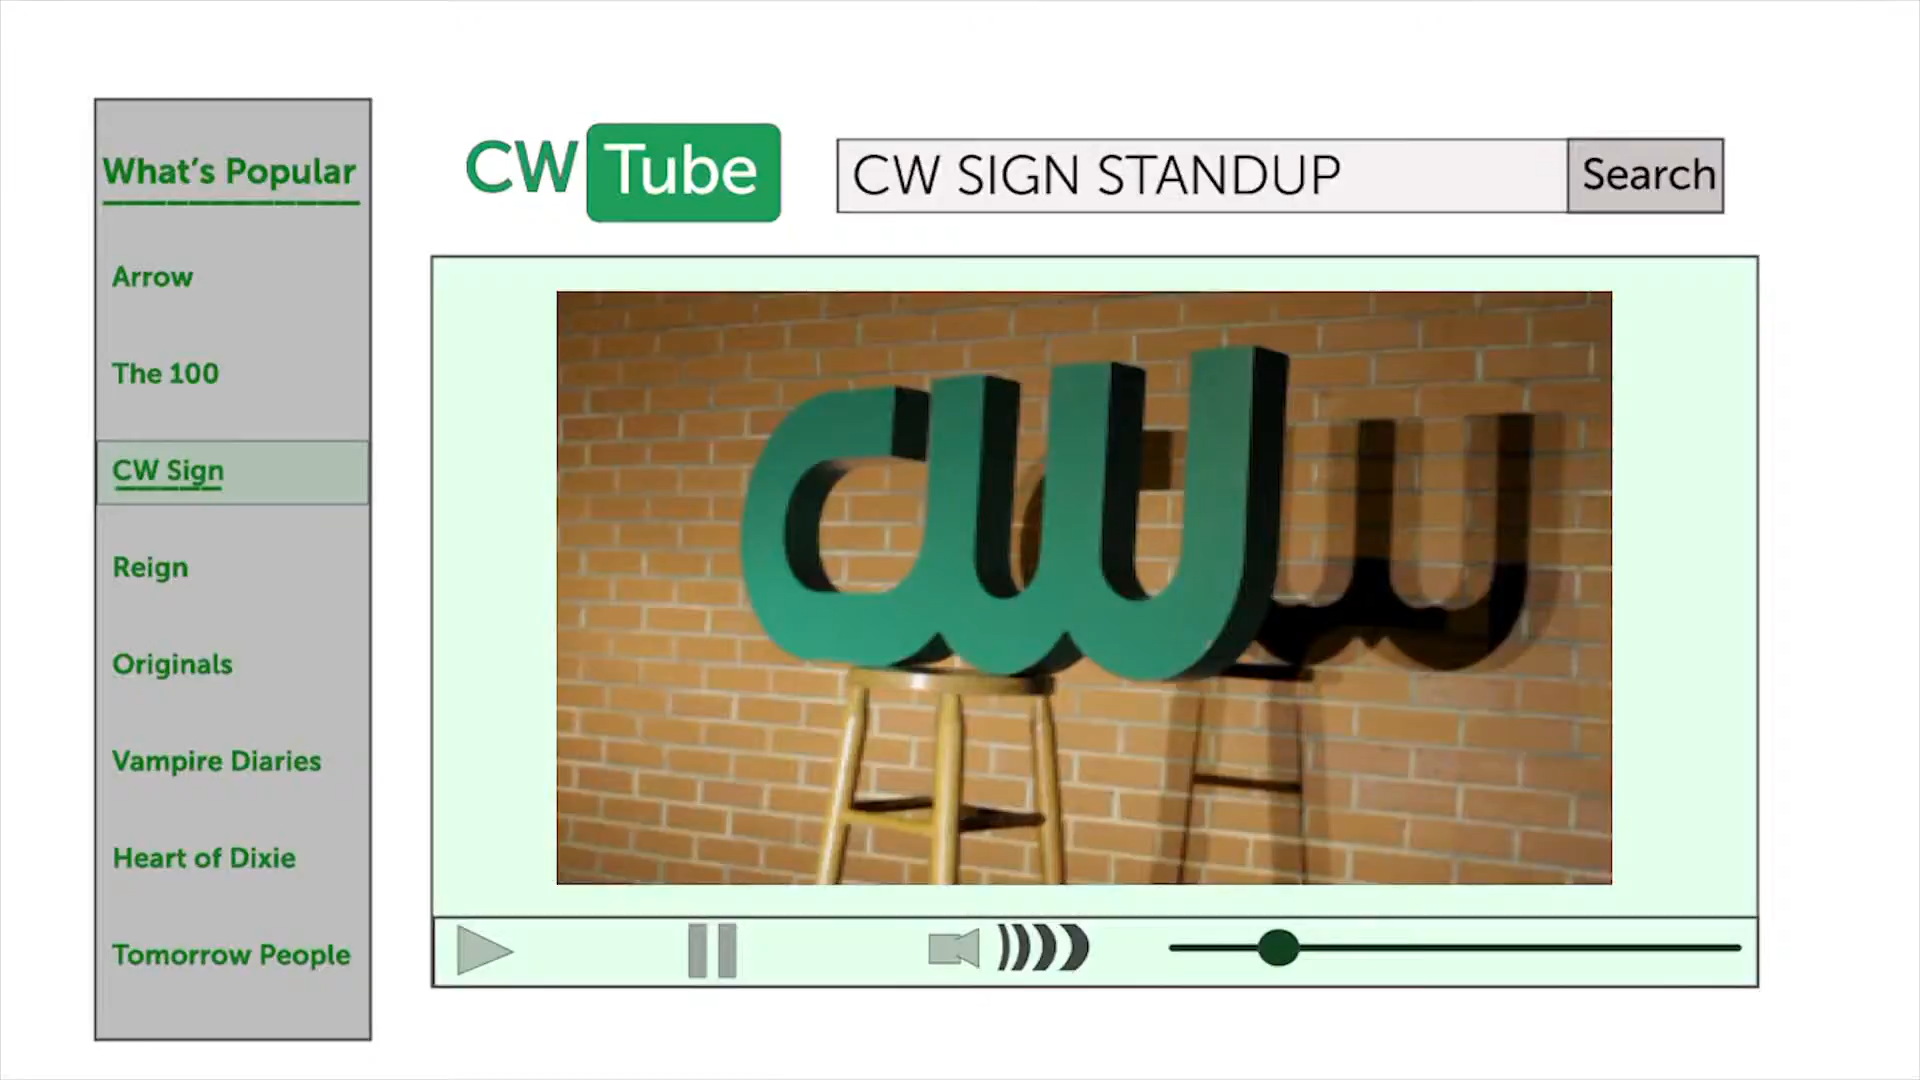 What's Popular
Arrow
The 100
CW Sign
Reign
Originals
Vampire Diaries
Heart of Dixie
Tomorrow People
CW Tube
CW SIGN STANDUP
Search
CW